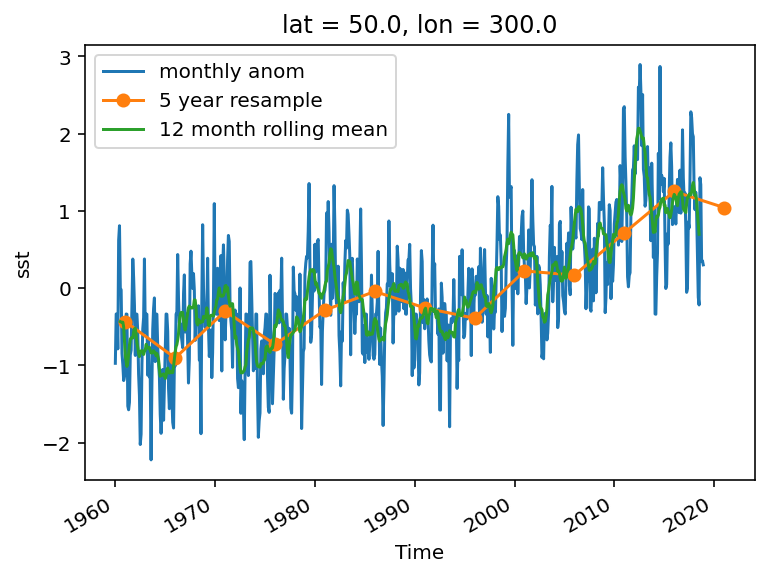 lat = 50.0, lon = 300.0
monthly anom
5 year resample
12 month rolling mean
3
2
1
0
−1
−2
sst
1960 1970 1980 1990 2000 2010 2020
Time